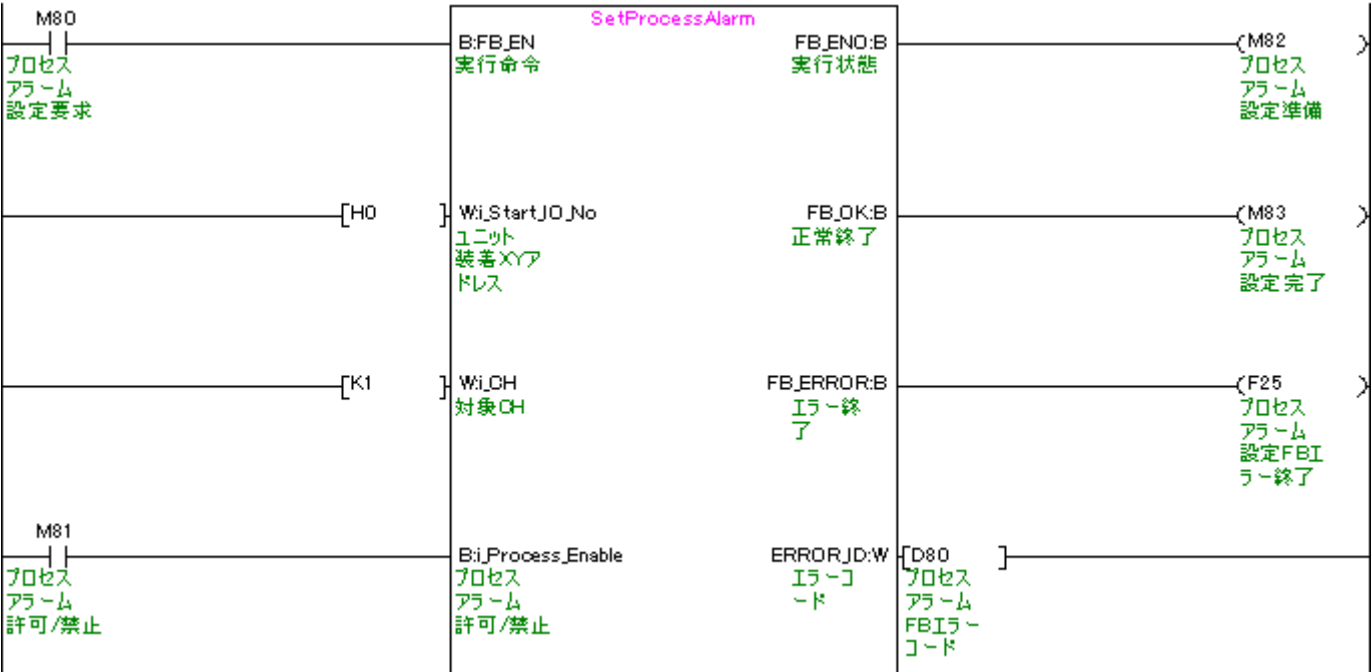 SetProcessAlarm
M80
プロセス
アラーム
設定要求
B:FB_EN
実行命令
FB_ENO:B
実行状態
(M82 )
プロセス
アラーム
設定準備
[H0 ]
W:i_Start_IO_No
ユニット
装着XYア
ドレス
FB_OK:B
正常終了
(M83 )
プロセス
アラーム
設定完了
[K1 ]
W:i_CH
対象CH
FB_ERROR:B
エラー終
了
(F25 )
プロセス
アラーム
設定FBエ
ラー終了
M81
プロセス
アラーム
許可/禁止
B:i_Process_Enable
プロセス
アラーム
許可/禁止
ERROR_ID:W
エラーコ
ード
[D80 ]
プロセス
アラーム
FBエラー
コード